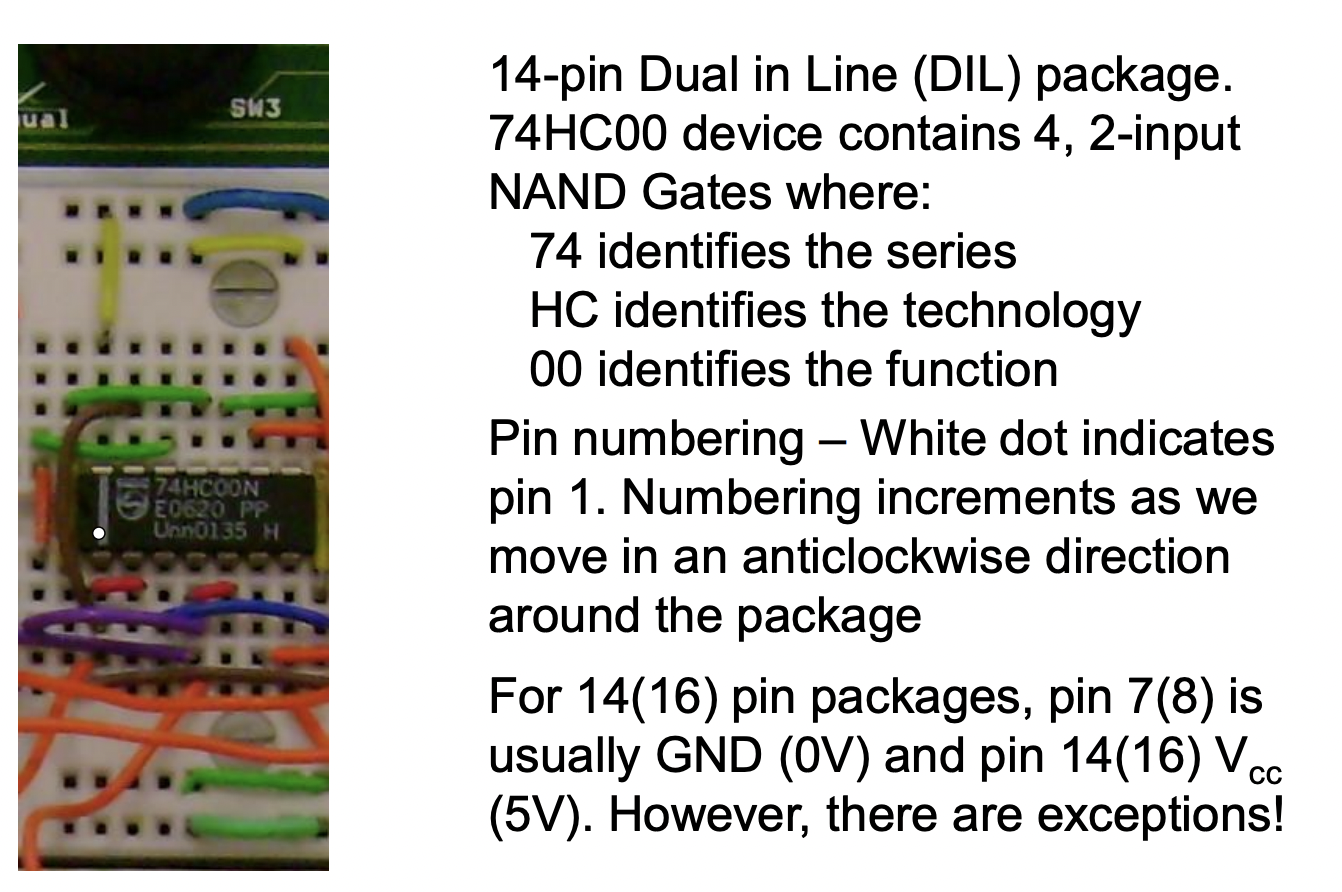 ual
SW3
74HC00N
E0620 PP
Unn0135 H
14-pin Dual in Line (DIL) package.
74HC00 device contains 4, 2-input
NAND Gates where:
74 identifies the series
HC identifies the technology
00 identifies the function
Pin numbering – White dot indicates
pin 1. Numbering increments as we
move in an anticlockwise direction
around the package
For 14(16) pin packages, pin 7(8) is
usually GND (0V) and pin 14(16) Vcc
(5V). However, there are exceptions!